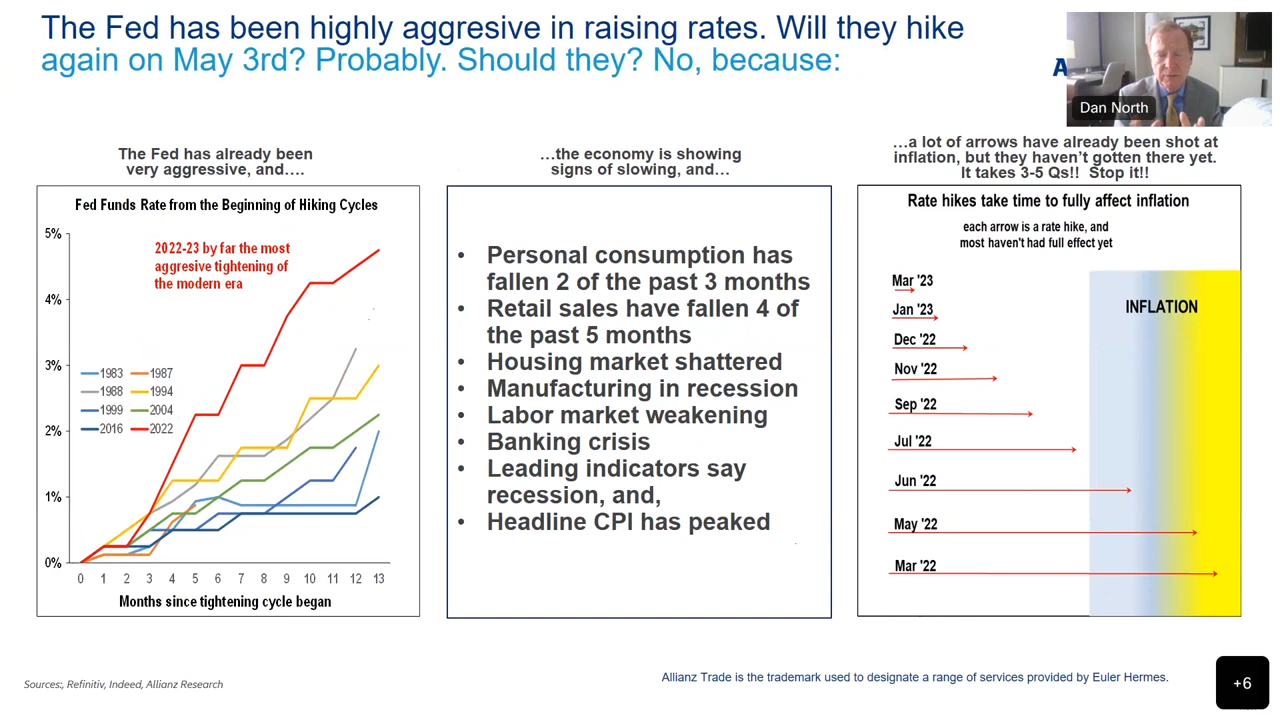 The Fed has been highly aggresive in raising rates. Will they hike
again on May 3rd? Probably. Should they? No, because:
A
Dan North
The Fed has already been
very aggressive, and….
Fed Funds Rate from the Beginning of Hiking Cycles
2022-23 by far the most
aggresive tightening of
the modern era
5%
4%
3%
2%
1%
0%
1983 1987
1988 1994
1999 2004
2016 2022
0 1 2 3 4 5 6 7 8 9 10 11 12 13
Months since tightening cycle began
…the economy is showing
signs of slowing, and…
• Personal consumption has
fallen 2 of the past 3 months
• Retail sales have fallen 4 of
the past 5 months
• Housing market shattered
• Manufacturing in recession
• Labor market weakening
• Banking crisis
• Leading indicators say
recession, and,
• Headline CPI has peaked
…a lot of arrows have already been shot at
inflation, but they haven’t gotten there yet.
It takes 3-5 Qs!! Stop it!!
Rate hikes take time to fully affect inflation
each arrow is a rate hike, and
most haven't had full effect yet
Mar '23
Jan '23
Dec '22
Nov '22
Sep '22
Jul '22
Jun '22
May '22
Mar '22
INFLATION
Sources:, Refinitiv, Indeed, Allianz Research
Allianz Trade is the trademark used to designate a range of services provided by Euler Hermes.
+6